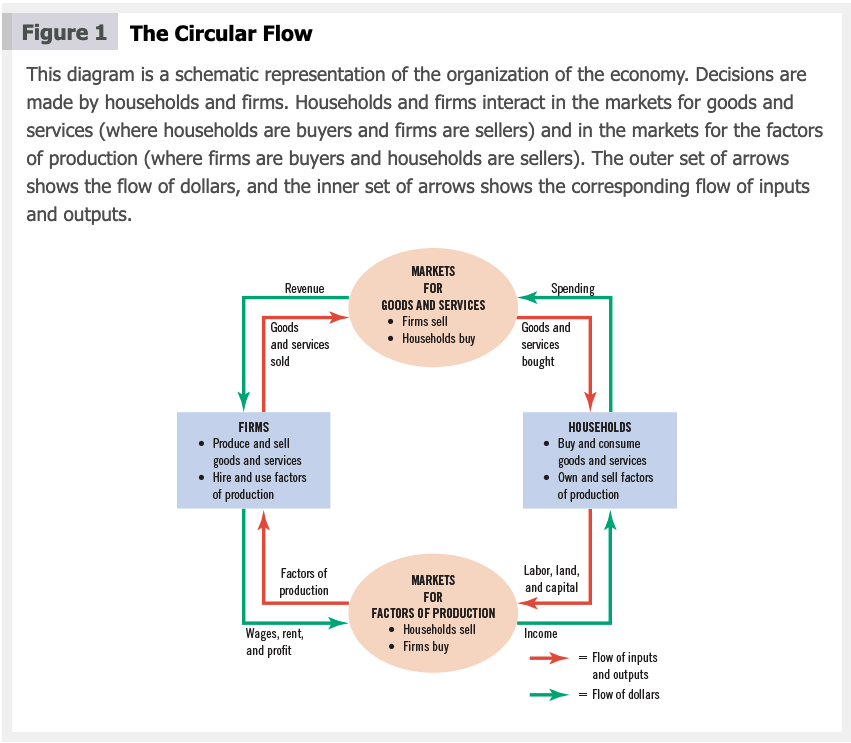 Figure 1 The Circular Flow
This diagram is a schematic representation of the organization of the economy. Decisions are
made by households and firms. Households and firms interact in the markets for goods and
services (where households are buyers and firms are sellers) and in the markets for the factors
of production (where firms are buyers and households are sellers). The outer set of arrows
shows the flow of dollars, and the inner set of arrows shows the corresponding flow of inputs
and outputs.
MARKETS
FOR
GOODS AND SERVICES
• Firms sell
• Households buy
Revenue
Spending
Goods
and services
sold
Goods and
services
bought
FIRMS
• Produce and sell
goods and services
• Hire and use factors
of production
HOUSEHOLDS
• Buy and consume
goods and services
• Own and sell factors
of production
Factors of
production
Labor, land,
and capital
MARKETS
FOR
FACTORS OF PRODUCTION
• Households sell
• Firms buy
Wages, rent,
and profit
Income
= Flow of inputs
and outputs
= Flow of dollars